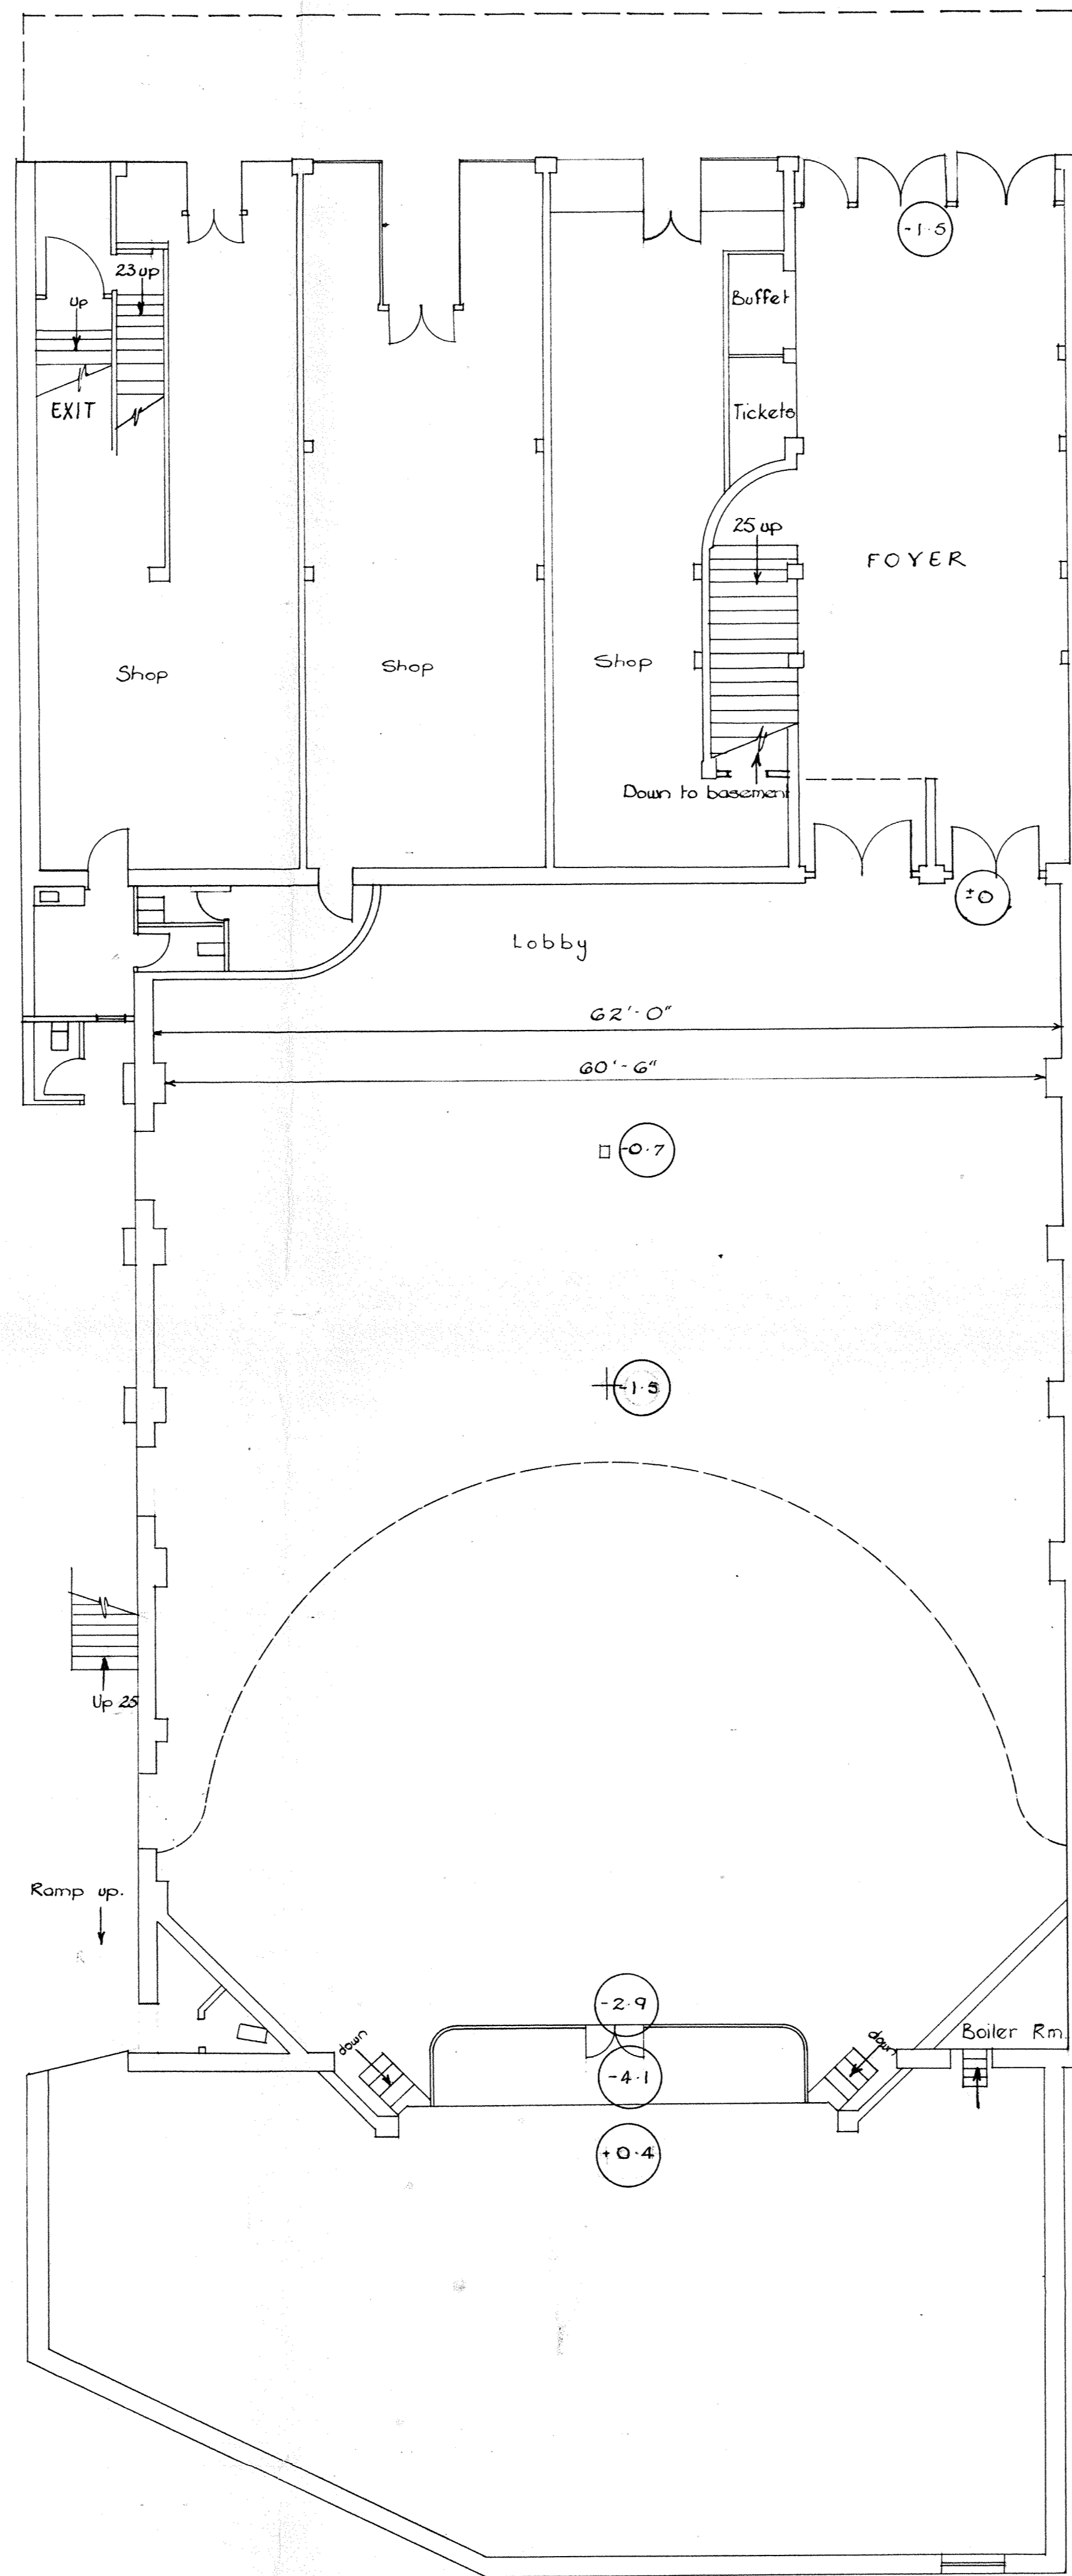 -1.5
23 up
up
Buffet
EXIT
Tickets
25 up
FOYER
Shop
Shop
Shop
Down to basement
±0
Lobby
62'-0"
60'-6"
-0.7
-1.5
Up 25
Ramp up.
-2.9
down
down
Boiler Rm.
-4.1
+0.4